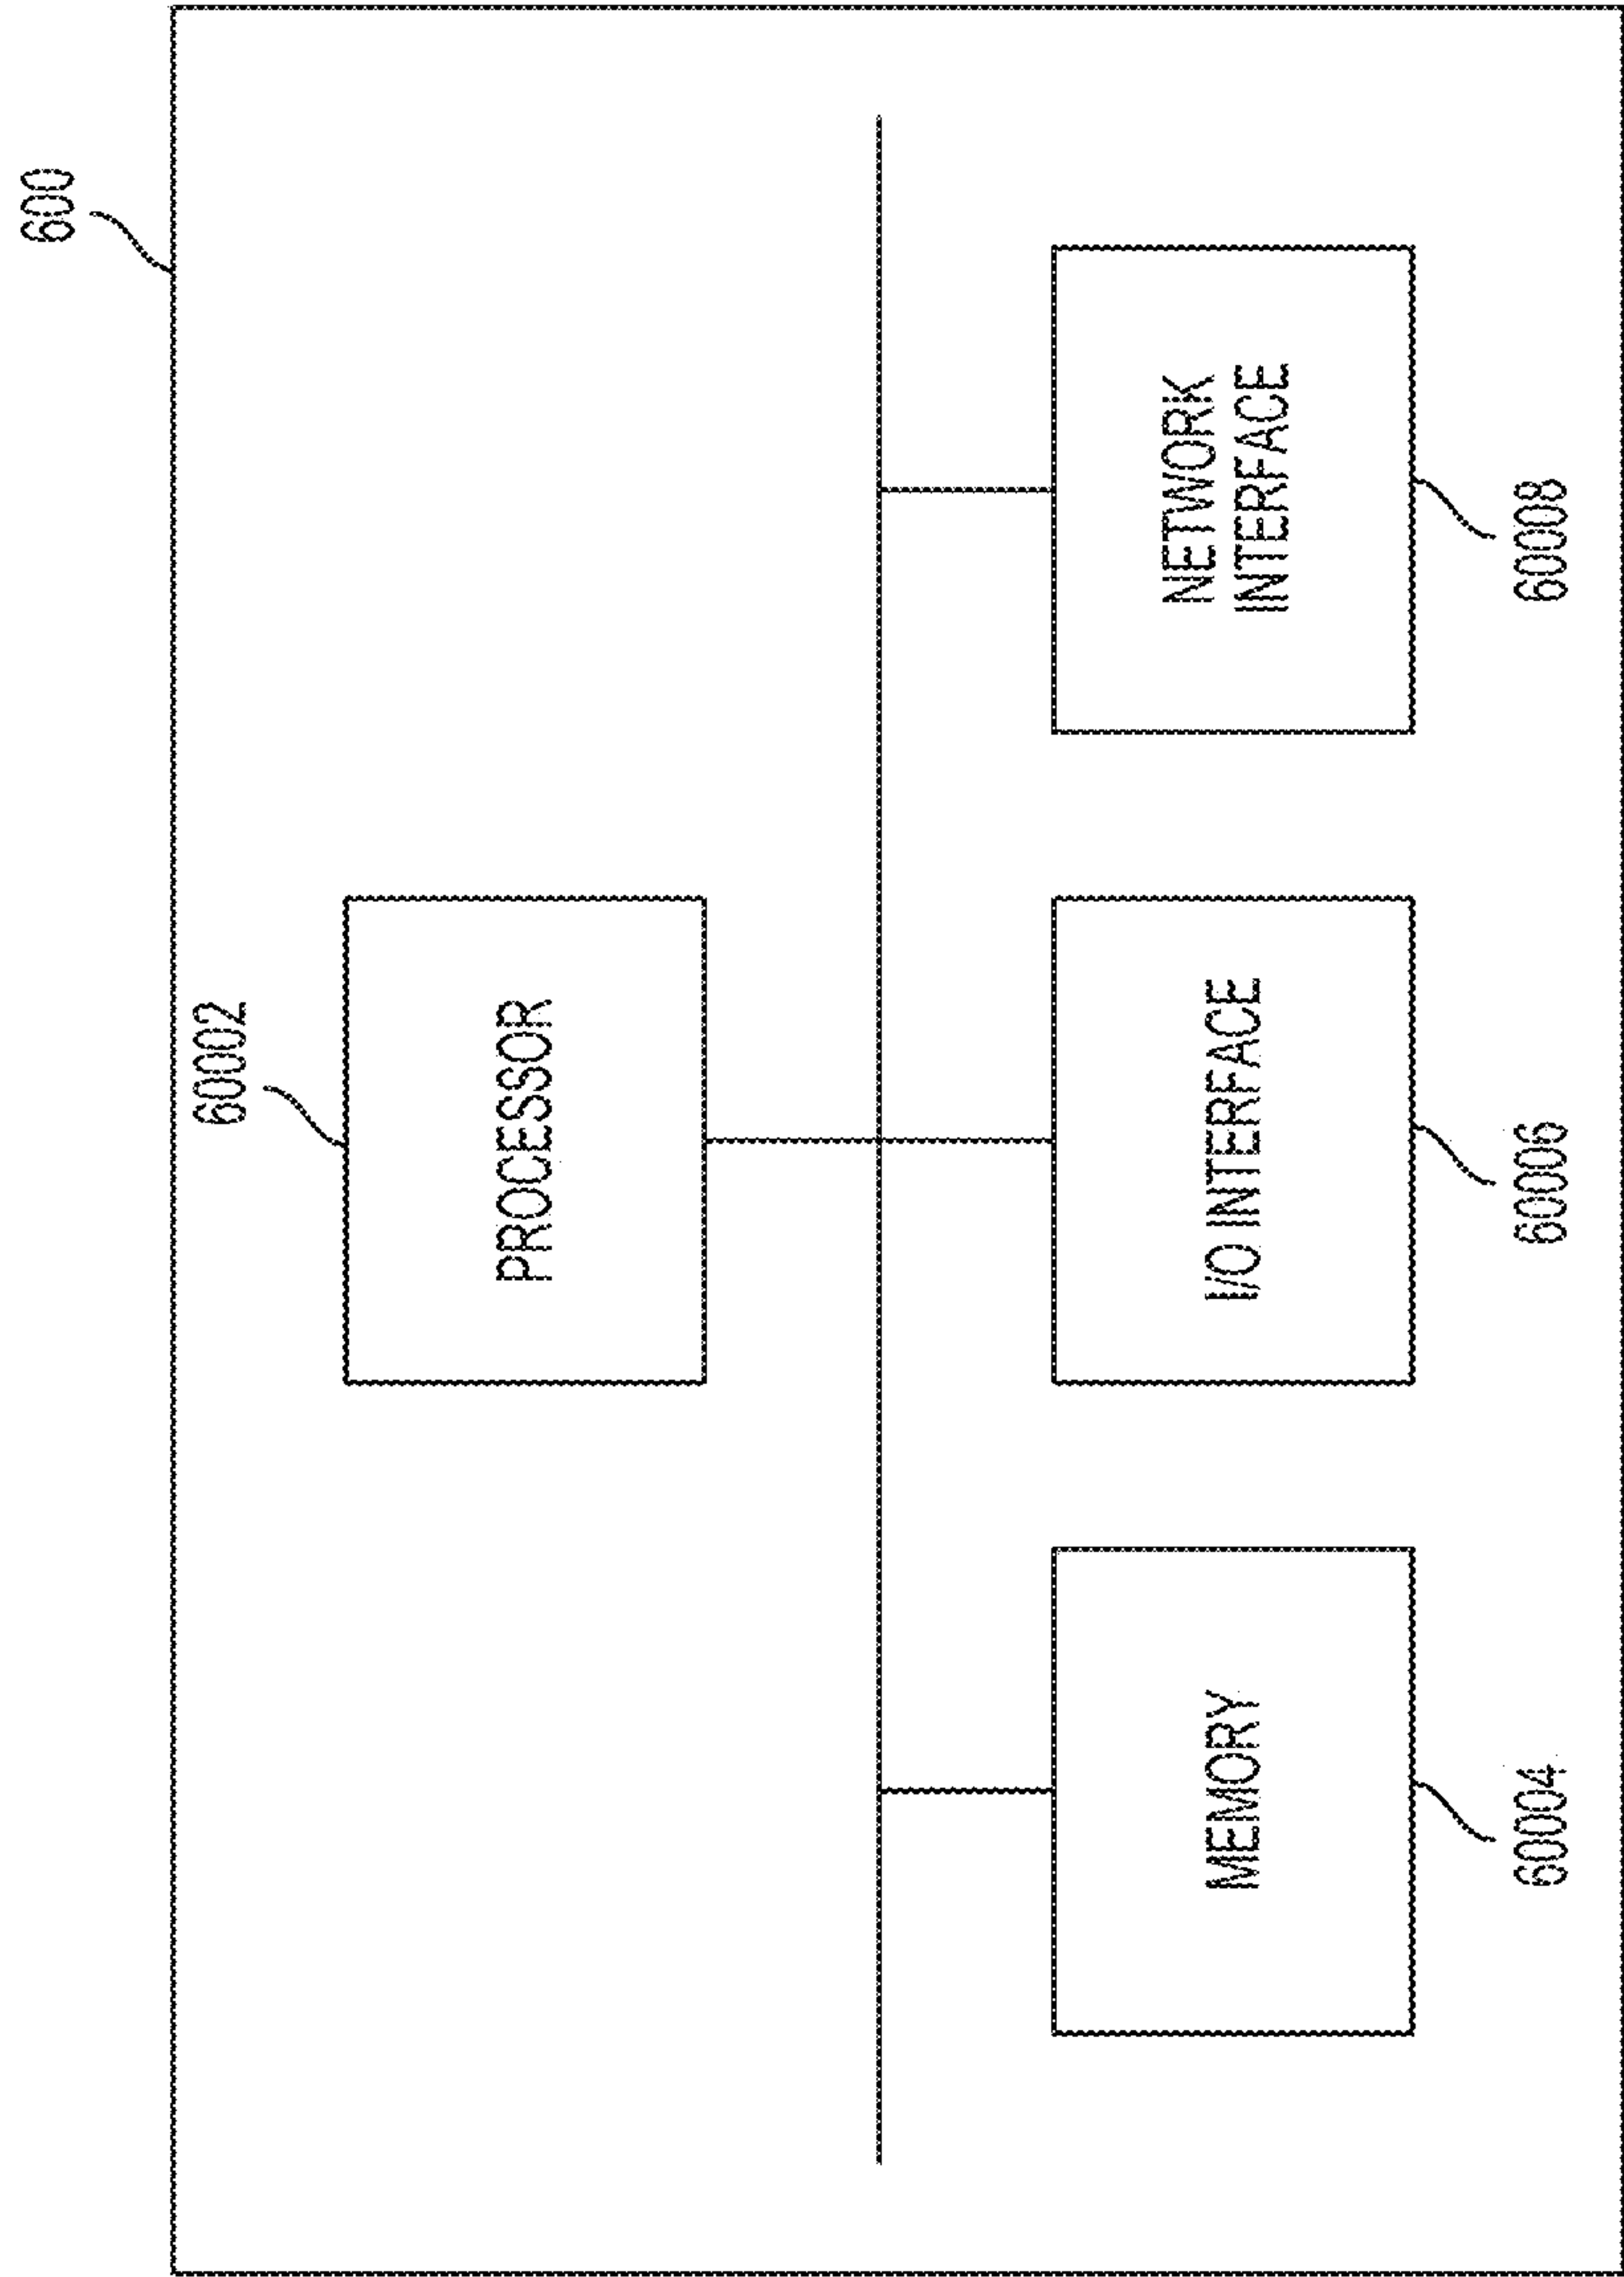 600
60002
PROCESSOR
MEMORY
I/O INTERFACE
NETWORK
INTERFACE
60004
60006
60008